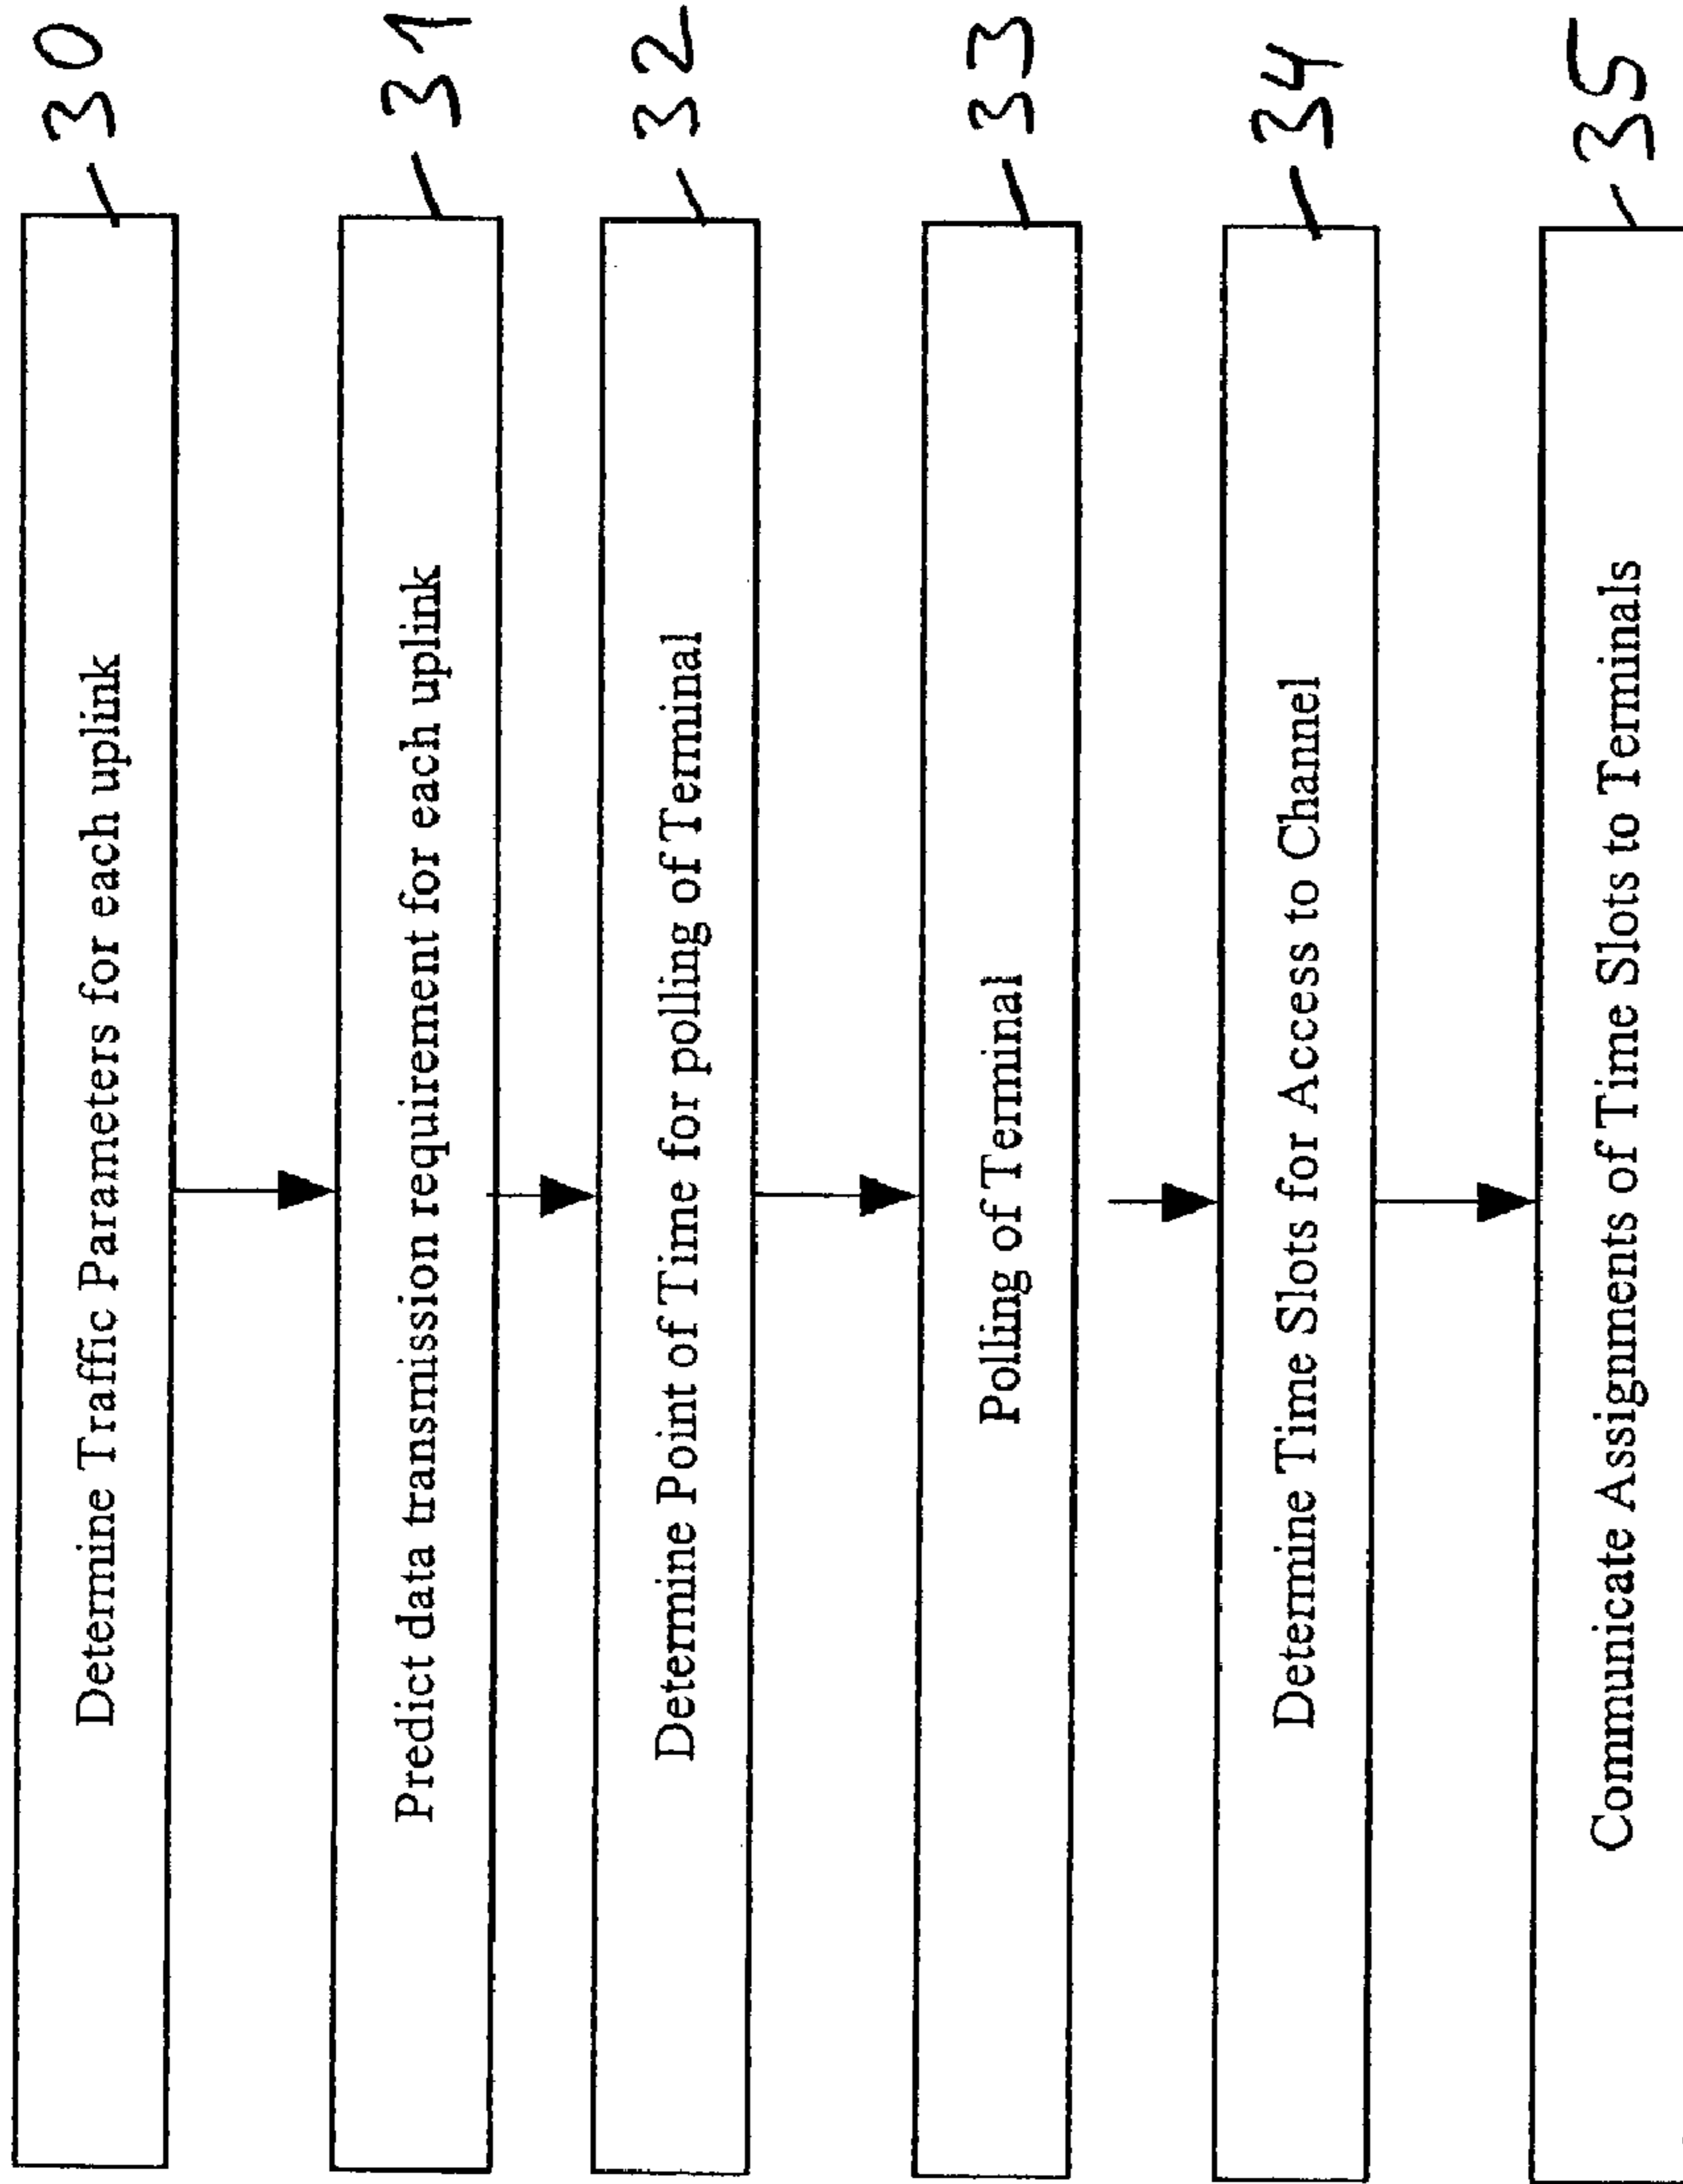 Determine Traffic Parameters for each uplink
30
Predict data transmission requirement for each uplink
31
Determine Point of Time for polling of Terminal
32
Polling of Terminal
33
Determine Time Slots for Access to Channel
34
Communicate Assignments of Time Slots to Terminals
35